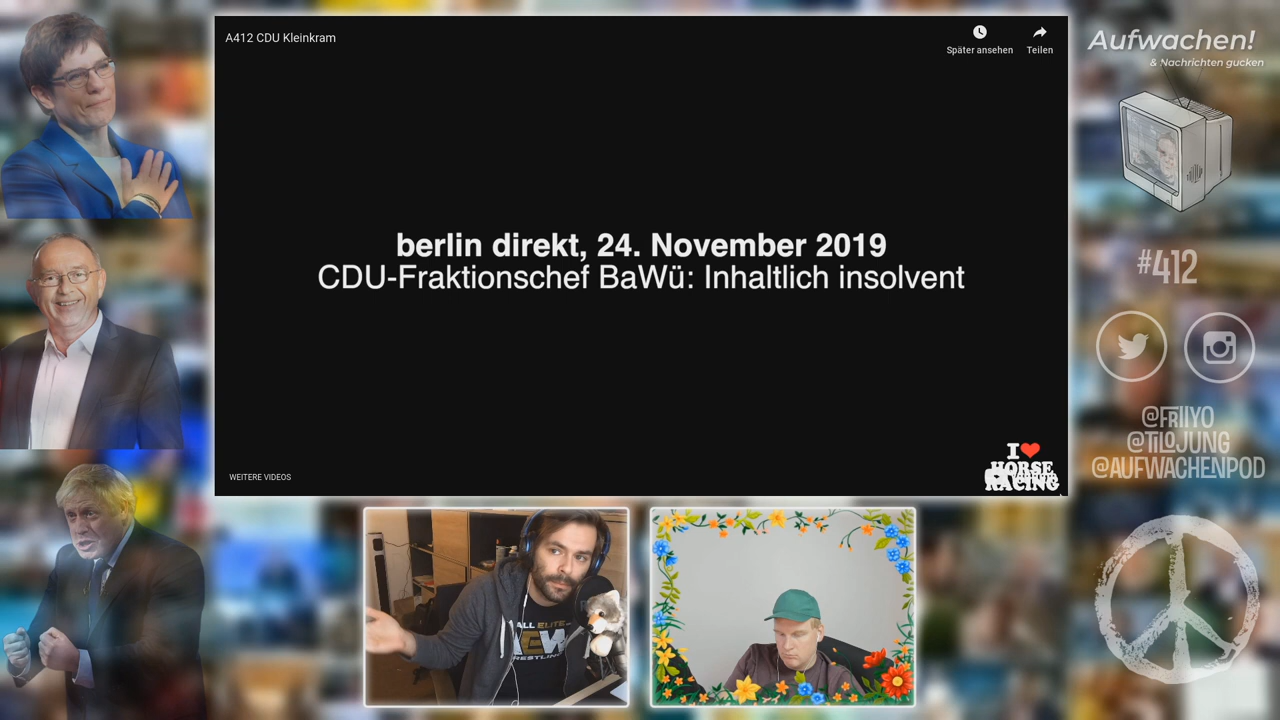 A412 CDU Kleinkram
Später ansehen
Teilen
berlin direkt, 24. November 2019
CDU-Fraktionschef BaWü: Inhaltlich insolvent
WEITERE VIDEOS
I
HORSE
RACING
Aufwachen!
& Nachrichten gucken
#412
@FRIIYO
@TILOJUNG
@AUFWACHENPOD
ALL ELITE
WRESTLING